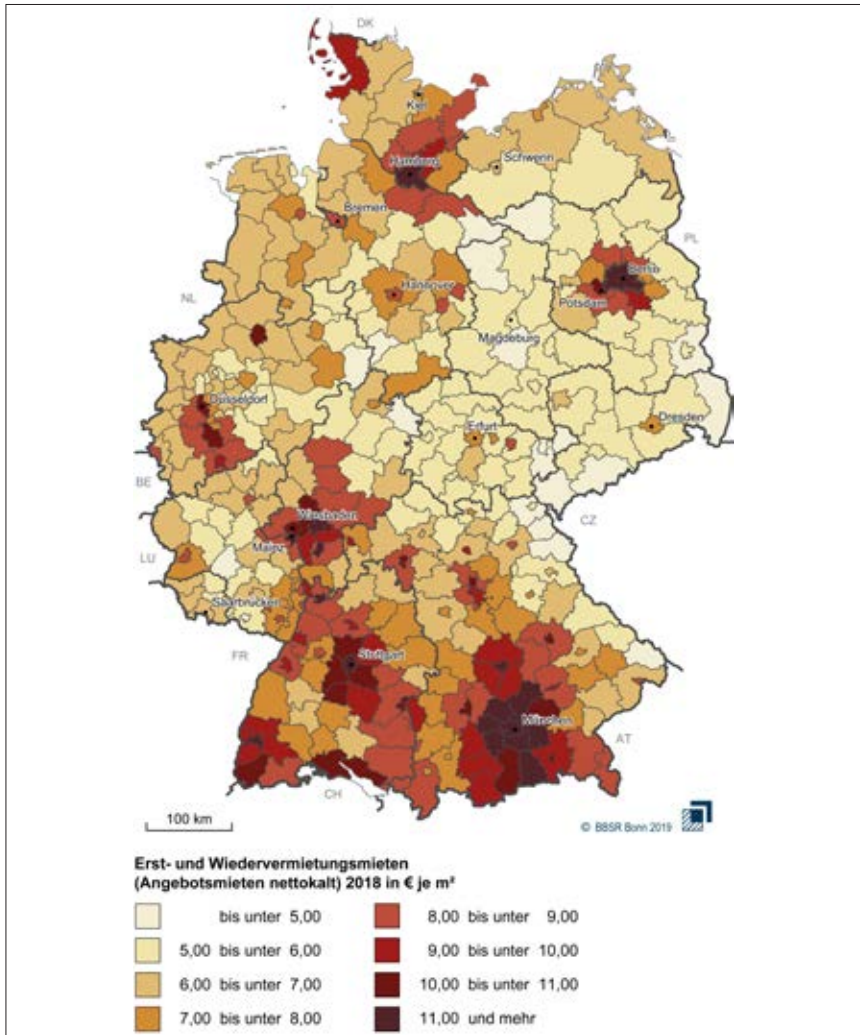 DK
Kiel
Hamburg
Schwerin
Bremen
PL
Berlin
Hannover
Potsdam
NL
Magdeburg
Düsseldorf
Dresden
Erfurt
BE
Wiesbaden
CZ
Mainz
LU
Saarbrücken
FR
Stuttgart
München
AT
CH
100 km
© BBSR Bonn 2019
Erst- und Wiedervermietungsmieten
(Angebotsmieten nettokalt) 2018 in € je m²
bis unter 5,00
5,00 bis unter 6,00
6,00 bis unter 7,00
7,00 bis unter 8,00
8,00 bis unter 9,00
9,00 bis unter 10,00
10,00 bis unter 11,00
11,00 und mehr